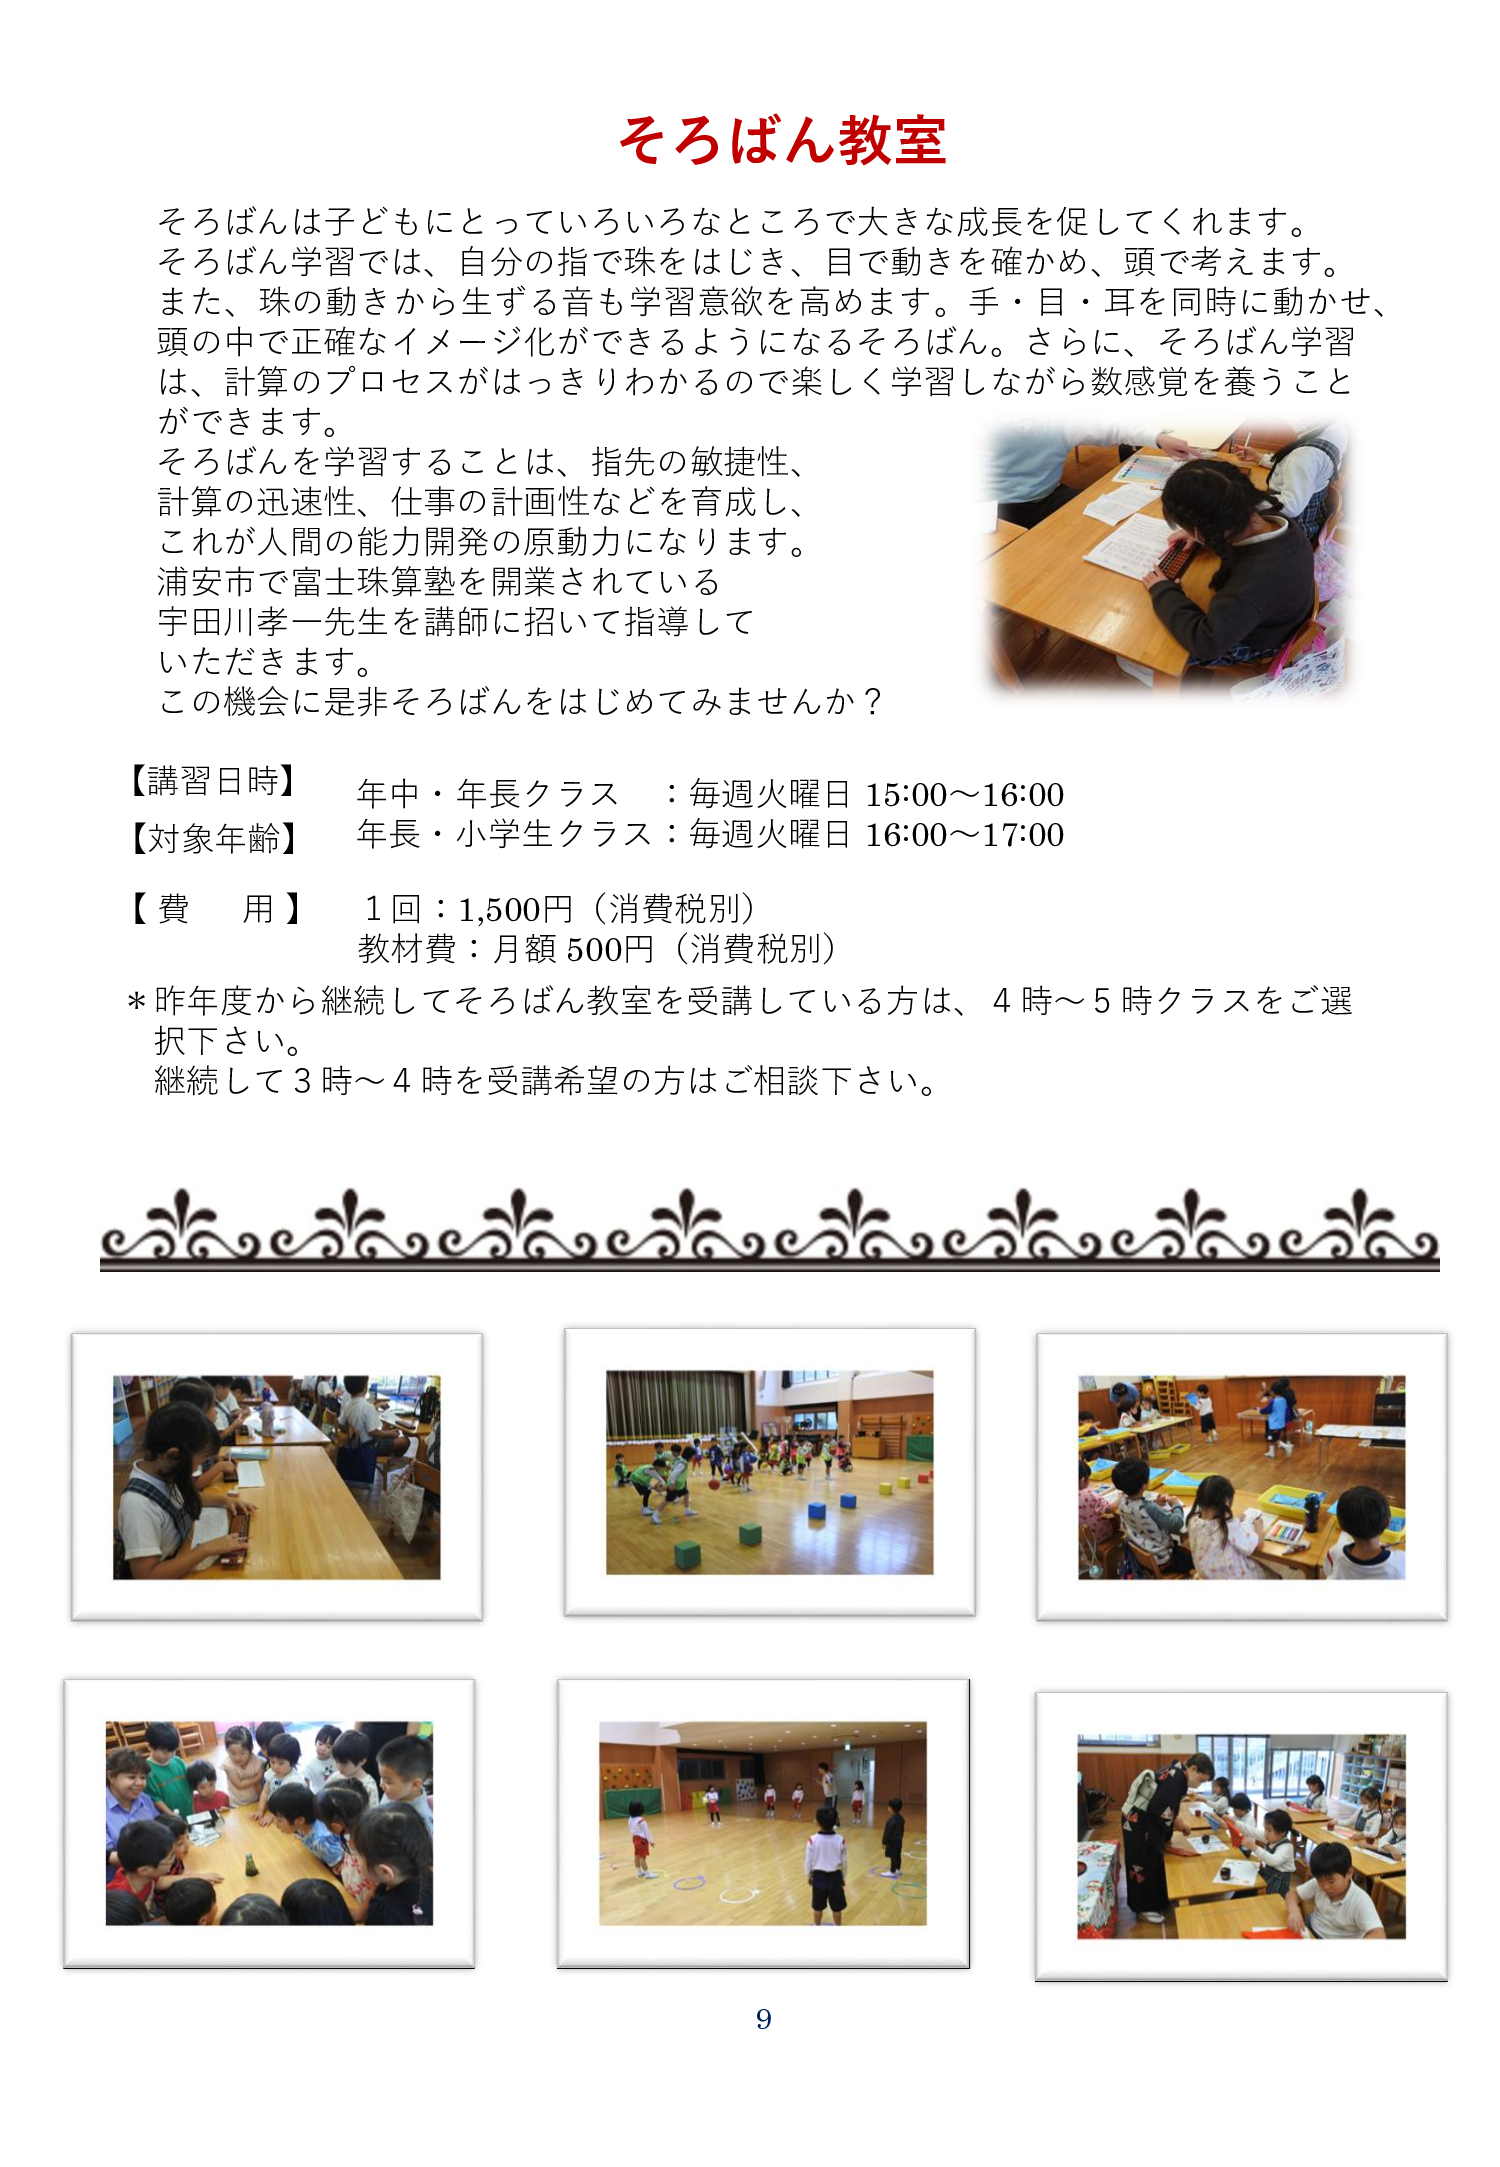 そろばん教室
そろばんは子どもにとっていろいろなところで大きな成長を促してくれます。
そろばん学習では、自分の指で珠をはじき、目で動きを確かめ、頭で考えます。
また、珠の動きから生ずる音も学習意欲を高めます。手・目・耳を同時に動かせ、
頭の中で正確なイメージ化ができるようになるそろばん。さらに、そろばん学習
は、計算のプロセスがはっきりわかるので楽しく学習しながら数感覚を養うこと
ができます。
そろばんを学習することは、指先の敏捷性、
計算の迅速性、仕事の計画性などを育成し、
これが人間の能力開発の原動力になります。
浦安市で富士珠算塾を開業されている
宇田川孝一先生を講師に招いて指導して
いただきます。
この機会に是非そろばんをはじめてみませんか？
【講習日時】 年中・年長クラス　：毎週火曜日 15:00～16:00
【対象年齢】 年長・小学生クラス：毎週火曜日 16:00～17:00
【 費　用 】 １回：1,500円（消費税別）
教材費：月額 500円（消費税別）
＊昨年度から継続してそろばん教室を受講している方は、４時～５時クラスをご選
択下さい。
継続して３時～４時を受講希望の方はご相談下さい。
9